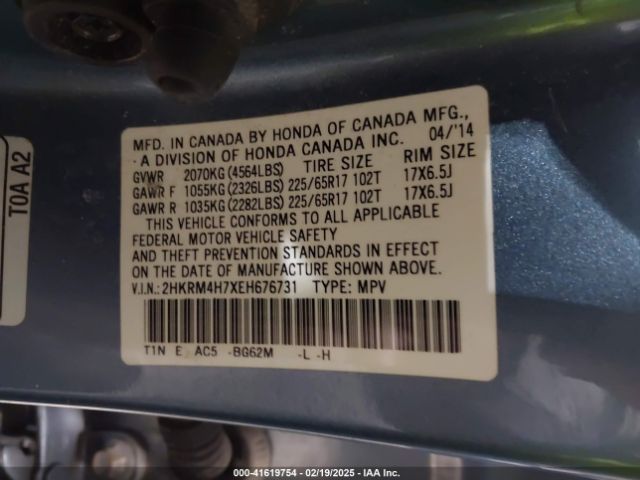 MFD. IN CANADA BY HONDA OF CANADA MFG.,
A DIVISION OF HONDA CANADA INC. 04/'14
GVWR 2070KG (4564LBS) TIRE SIZE RIM SIZE
GAWR F 1055KG (2326LBS) 225/65R17 102T 17X6.5J
GAWR R 1035KG (2282LBS) 225/65R17 102T 17X6.5J
THIS VEHICLE CONFORMS TO ALL APPLICABLE
FEDERAL MOTOR VEHICLE SAFETY
AND THEFT PREVENTION STANDARDS IN EFFECT
ON THE DATE OF MANUFACTURE SHOWN ABOVE.
V.I.N.: 2HKRM4H7XEH676731 TYPE: MPV
T1N E AC5 -BG62M -L -H
T0A A2
000-41619754 - 02/19/2025 - IAA Inc.